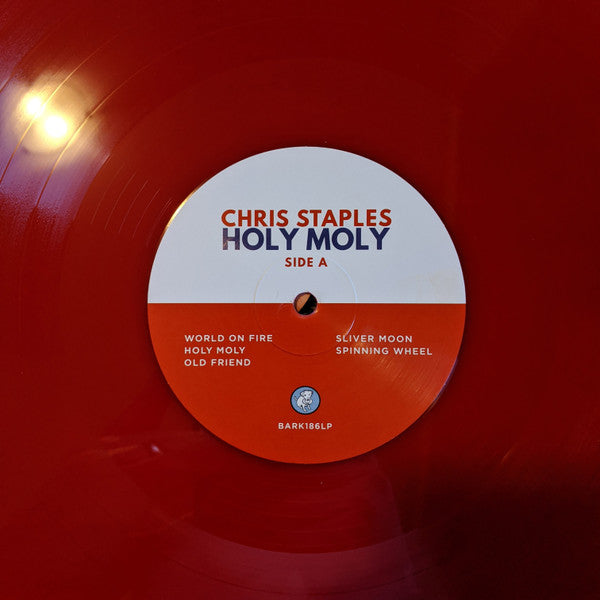 CHRIS STAPLES
HOLY MOLY
SIDE A
WORLD ON FIRE
HOLY MOLY
OLD FRIEND
SLIVER MOON
SPINNING WHEEL
BARK186LP